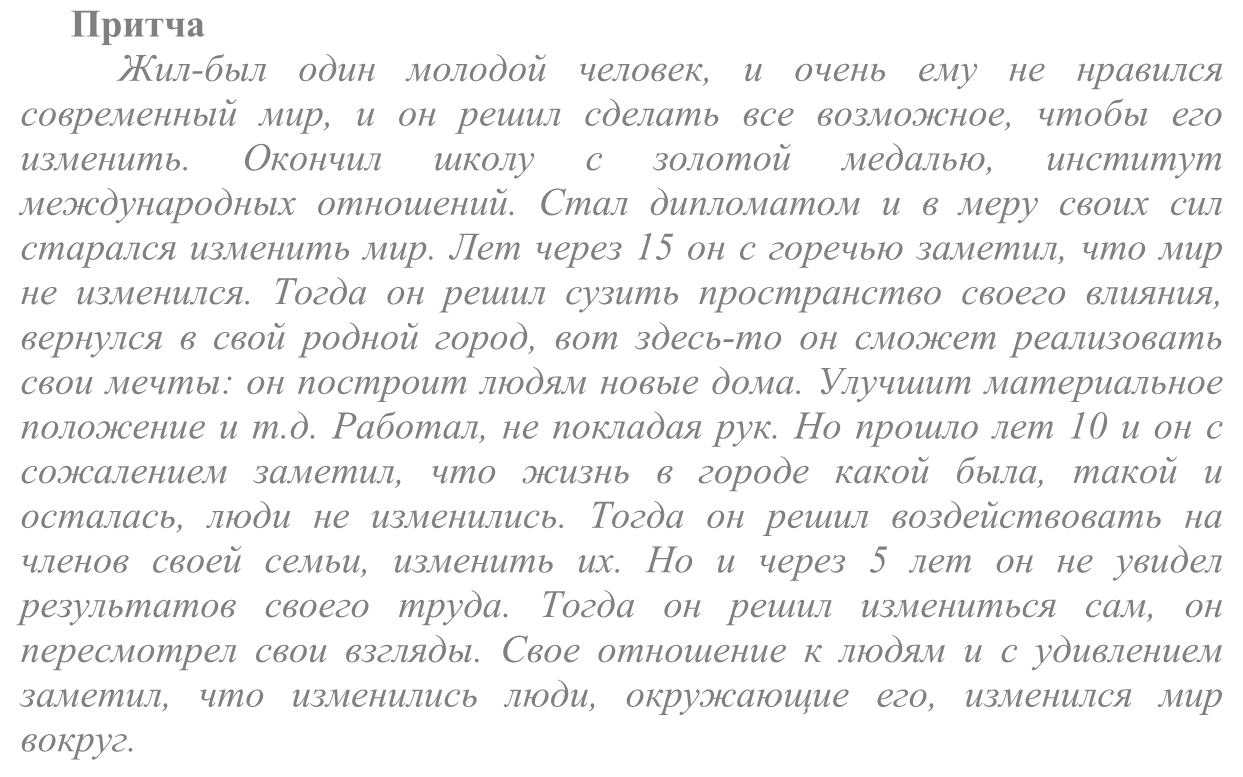 Притча
Жил-был один молодой человек, и очень ему не нравился
современный мир, и он решил сделать все возможное, чтобы его
изменить. Окончил школу с золотой медалью, институт
международных отношений. Стал дипломатом и в меру своих сил
старался изменить мир. Лет через 15 он с горечью заметил, что мир
не изменился. Тогда он решил сузить пространство своего влияния,
вернулся в свой родной город, вот здесь-то он сможет реализовать
свои мечты: он построит людям новые дома. Улучшит материальное
положение и т.д. Работал, не покладая рук. Но прошло лет 10 и он с
сожалением заметил, что жизнь в городе какой была, такой и
осталась, люди не изменились. Тогда он решил воздействовать на
членов своей семьи, изменить их. Но и через 5 лет он не увидел
результатов своего труда. Тогда он решил измениться сам, он
пересмотрел свои взгляды. Свое отношение к людям и с удивлением
заметил, что изменились люди, окружающие его, изменился мир
вокруг.